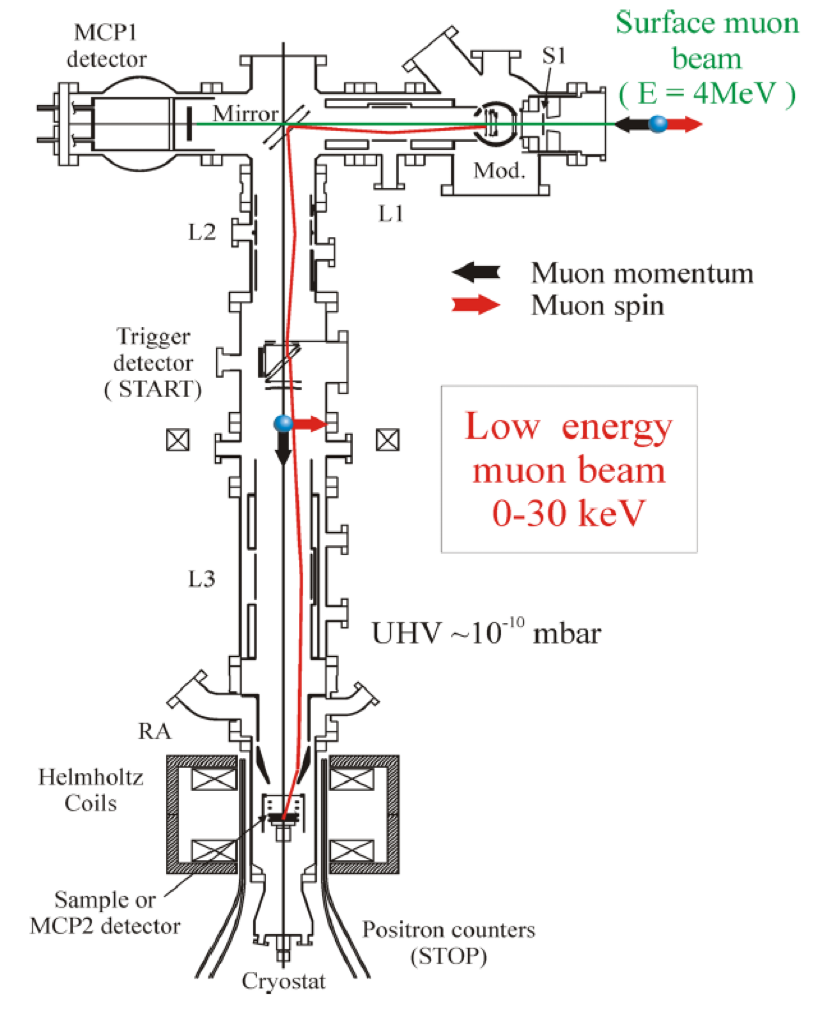 MCP1
detector
Surface muon
beam
( E = 4MeV )
S1
Mirror
Mod.
L1
L2
Muon momentum
Muon spin
Trigger
detector
( START)
Low energy
muon beam
0-30 keV
L3
UHV ~10⁻¹⁰ mbar
RA
Helmholtz
Coils
Sample or
MCP2 detector
Positron counters
(STOP)
Cryostat